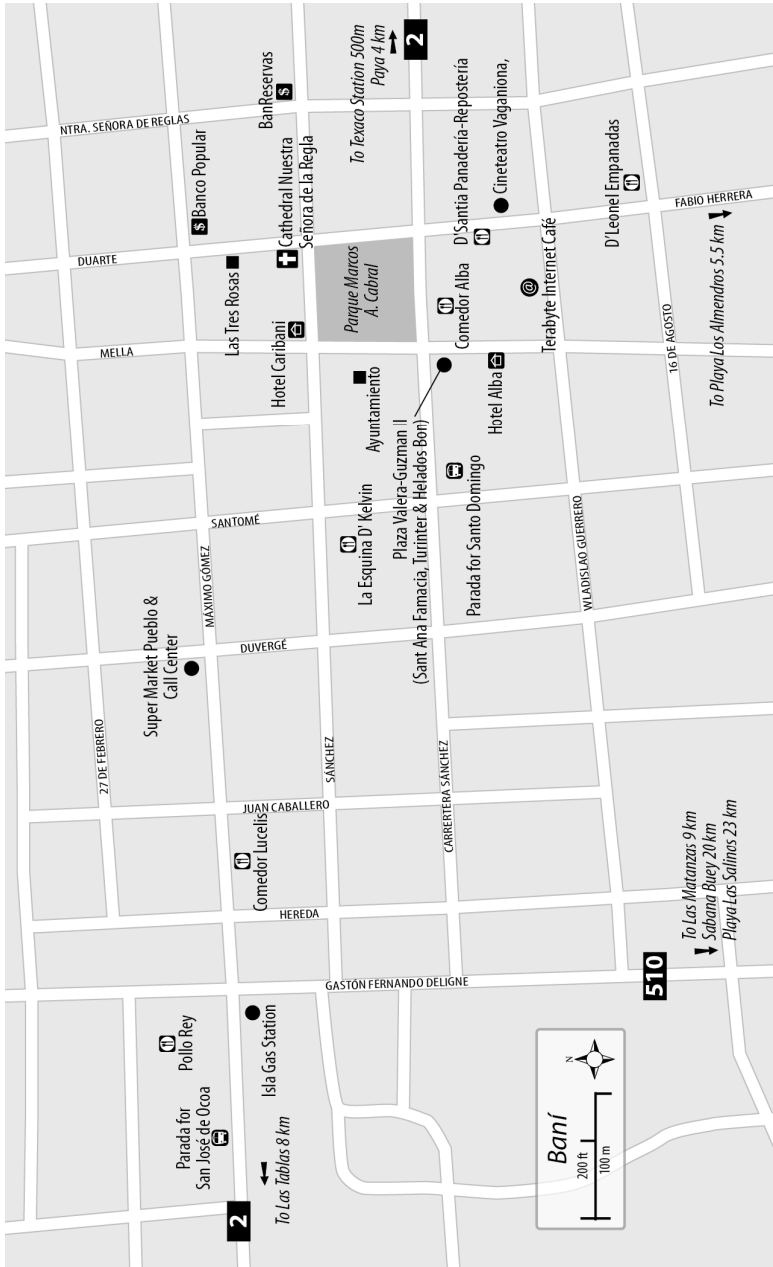 27 DE FEBRERO
NTRA. SEÑORA DE REGLAS
Super Market Pueblo &
Call Center
Parada for
San José de Ocoa
Pollo Rey
DUARTE
MELLA
$ Banco Popular
MÁXIMO GÓMEZ
SANTOMÉ
Las Tres Rosas
2
DUVERGÉ
Comedor Lucelis
JUAN CABALLERO
BanReservas
$
Isla Gas Station
To Las Tablas 8 km
HEREDA
Hotel Caribani
Cathedral Nuestra
Señora de la Regla
SÁNCHEZ
GASTÓN FERNANDO DELIGNE
La Esquina D' Kelvin
Ayuntamiento
Parque Marcos
A. Cabral
To Texaco Station 500m
Paya 4 km
2
Plaza Valera-Guzman II
(Sant Ana Famacia, Turinter & Helados Bon)
CARRERTERA SÁNCHEZ
Parada for Santo Domingo
Comedor Alba
D'Santia Panadería-Repostería
Hotel Alba
Cineteatro Vaganiona,
@
Terabyte Internet Café
WLADISLAO GUERRERO
D'Leonel Empanadas
16 DE AGOSTO
FABIO HERRERA
To Playa Los Almendros 5.5 km
510
To Las Matanzas 9 km
Sabana Buey 20 km
Playa Las Salinos 23 km
Baní
N
200 ft
100 m